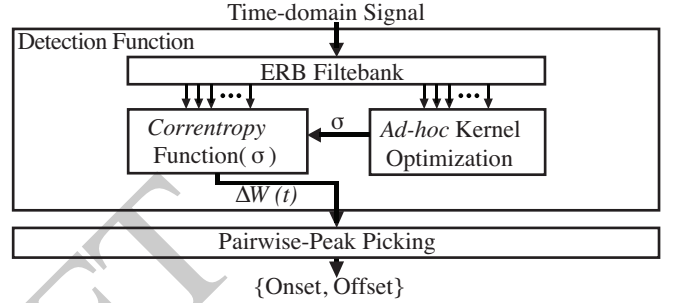 Time-domain Signal
Detection Function
ERB Filtebank
Correntropy
Function(σ)
σ
Ad-hoc Kernel
Optimization
ΔW (t)
Pairwise-Peak Picking
{Onset, Offset}